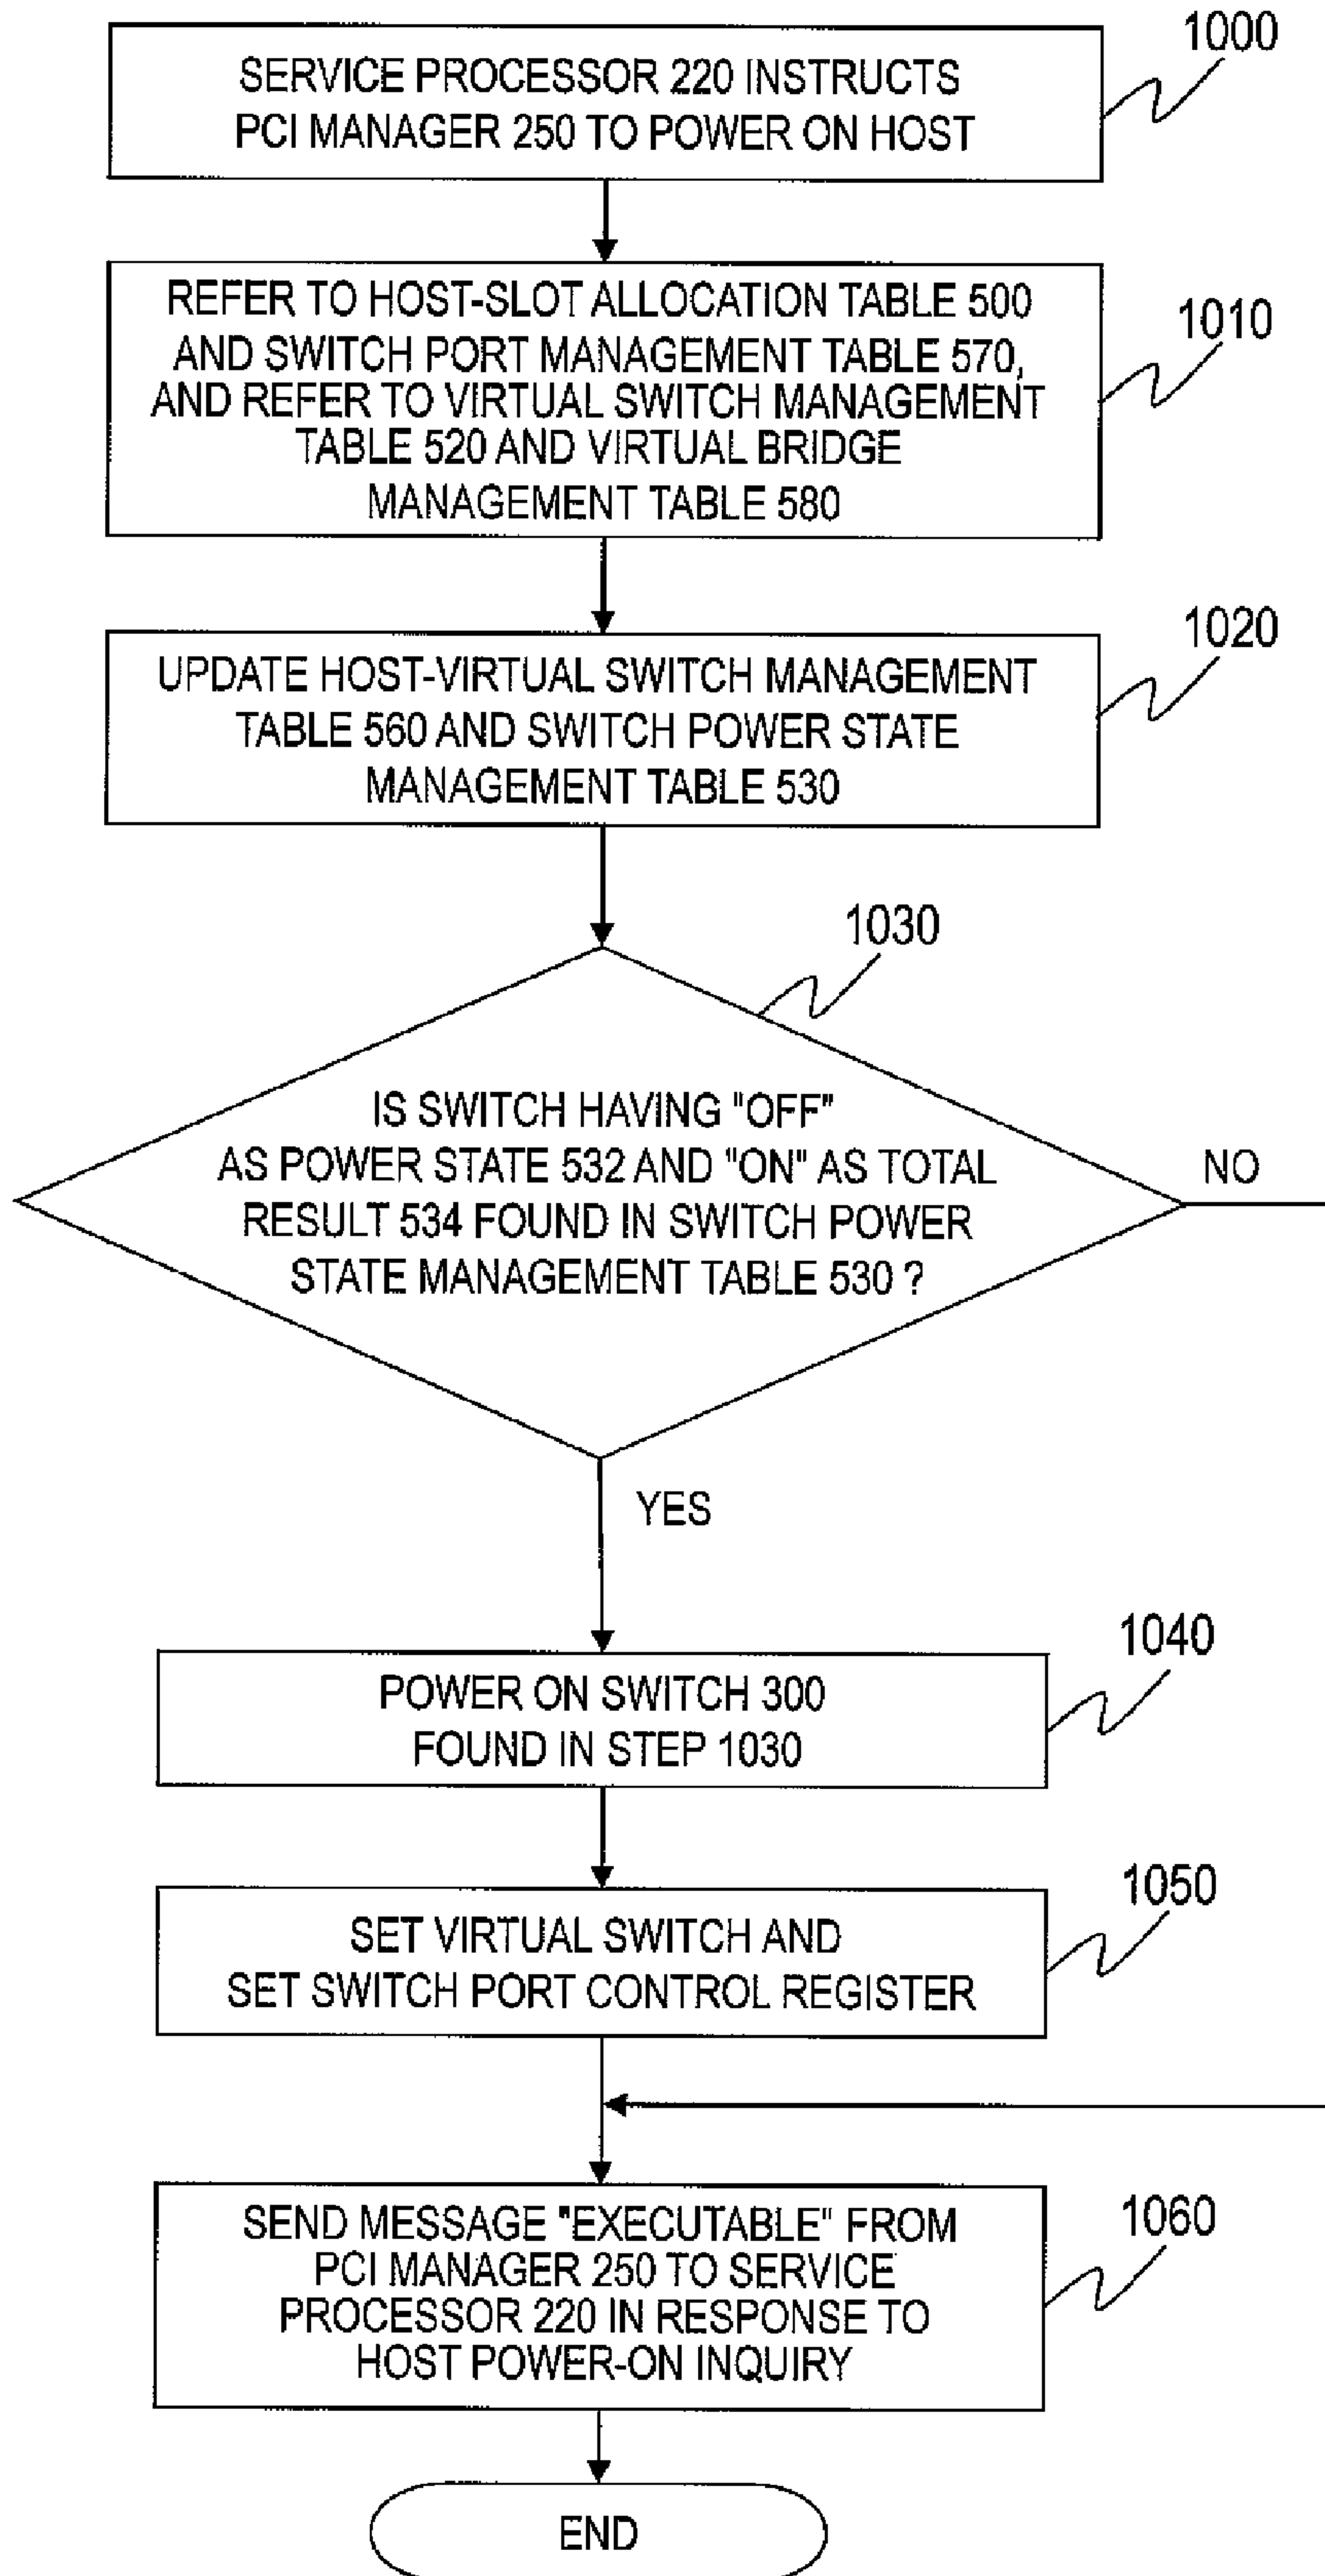 1000
SERVICE PROCESSOR 220 INSTRUCTS
PCI MANAGER 250 TO POWER ON HOST
1010
REFER TO HOST-SLOT ALLOCATION TABLE 500
AND SWITCH PORT MANAGEMENT TABLE 570,
AND REFER TO VIRTUAL SWITCH MANAGEMENT
TABLE 520 AND VIRTUAL BRIDGE
MANAGEMENT TABLE 580
1020
UPDATE HOST-VIRTUAL SWITCH MANAGEMENT
TABLE 560 AND SWITCH POWER STATE
MANAGEMENT TABLE 530
1030
IS SWITCH HAVING "OFF"
AS POWER STATE 532 AND "ON" AS TOTAL
RESULT 534 FOUND IN SWITCH POWER
STATE MANAGEMENT TABLE 530 ?
NO
YES
1040
POWER ON SWITCH 300
FOUND IN STEP 1030
1050
SET VIRTUAL SWITCH AND
SET SWITCH PORT CONTROL REGISTER
1060
SEND MESSAGE "EXECUTABLE" FROM
PCI MANAGER 250 TO SERVICE
PROCESSOR 220 IN RESPONSE TO
HOST POWER-ON INQUIRY
END